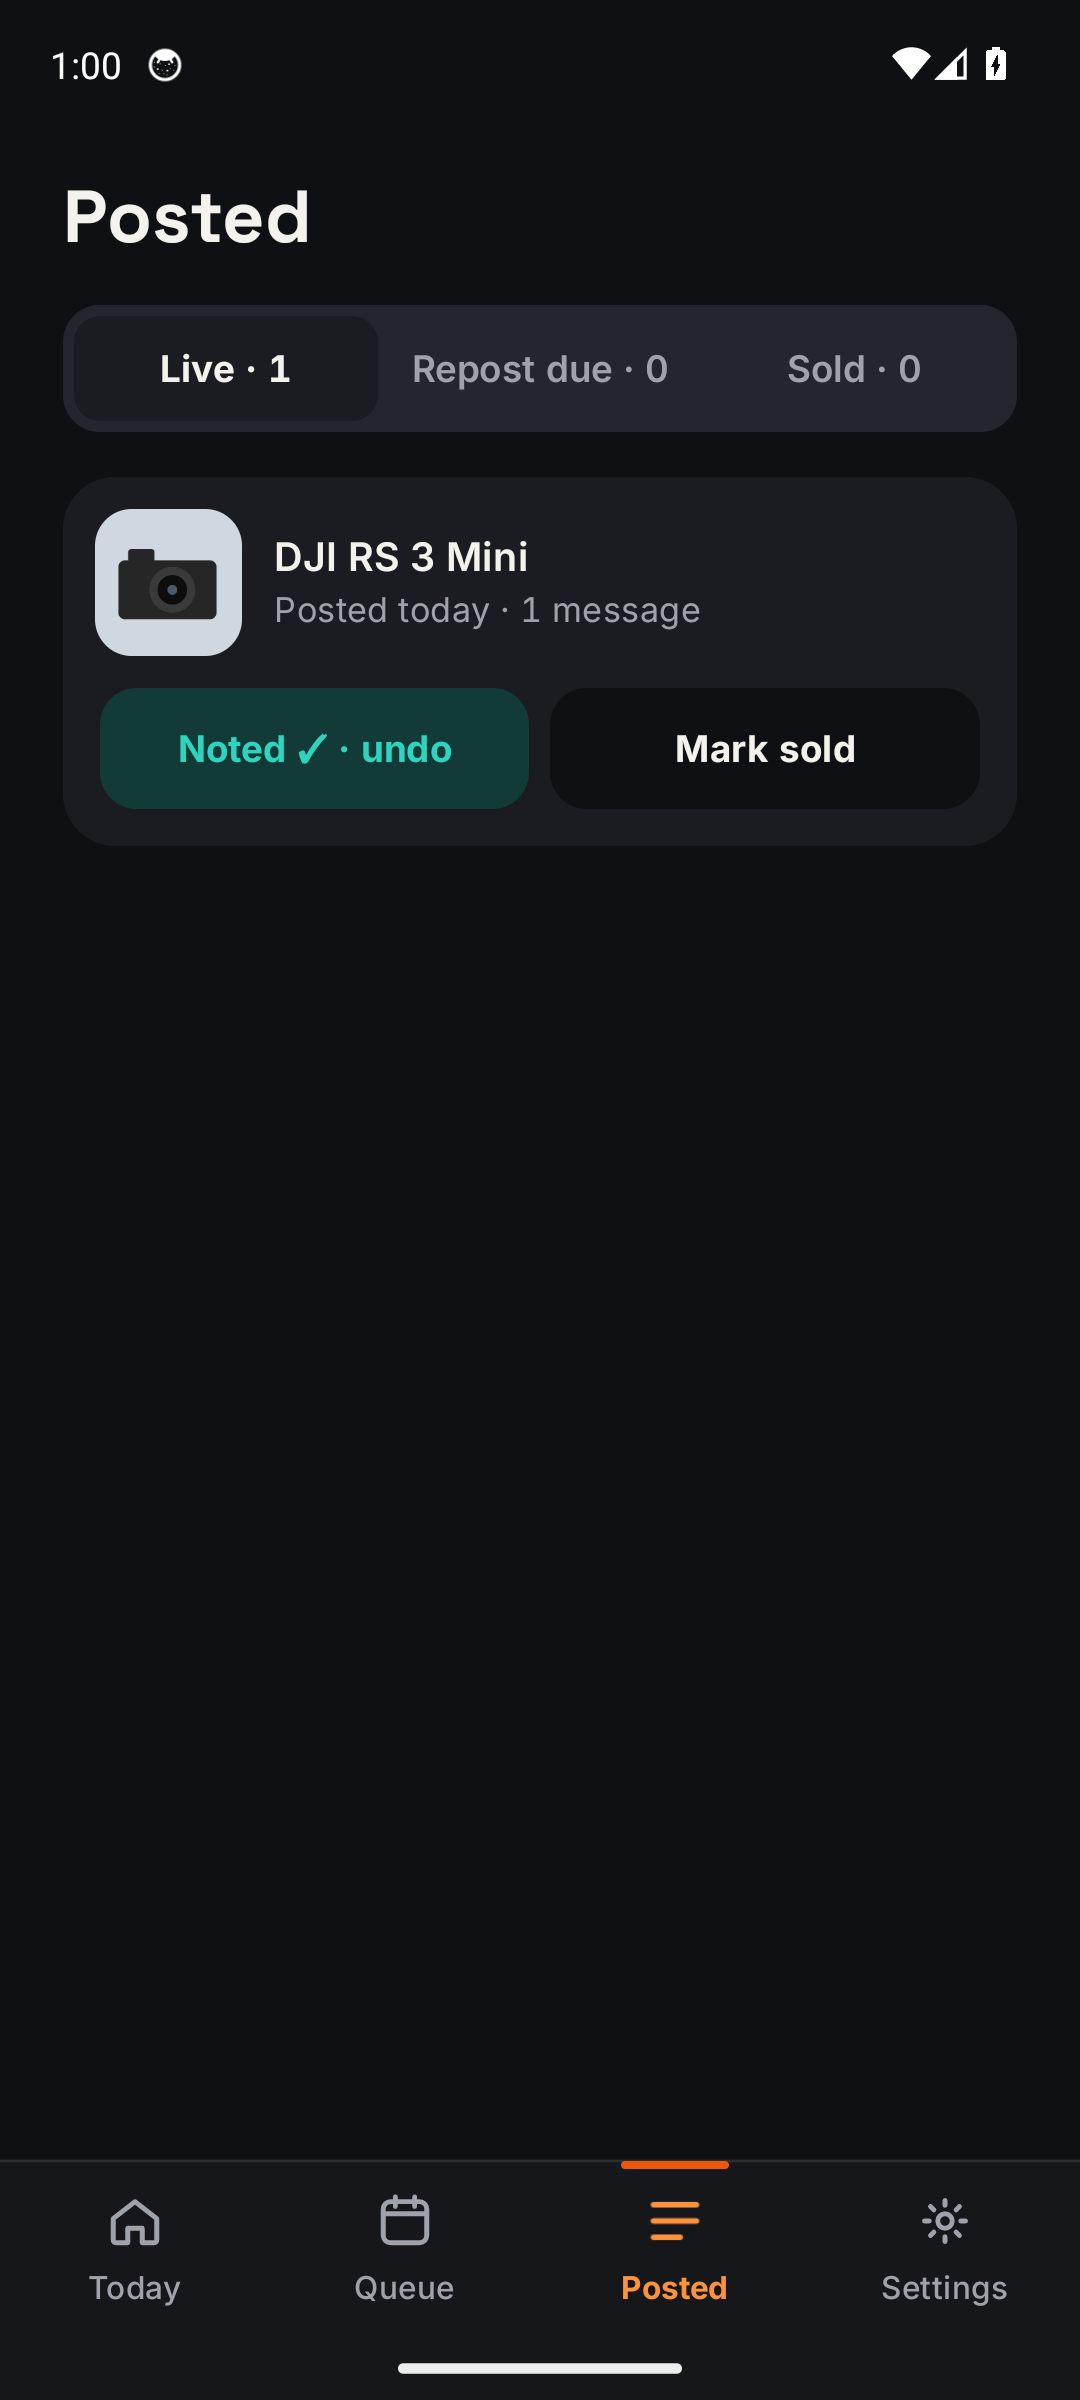 1:00
Posted
Live · 1
Repost due · 0
Sold · 0
DJI RS 3 Mini
Posted today · 1 message
Noted ✓ · undo
Mark sold
Today
Queue
Posted
Settings